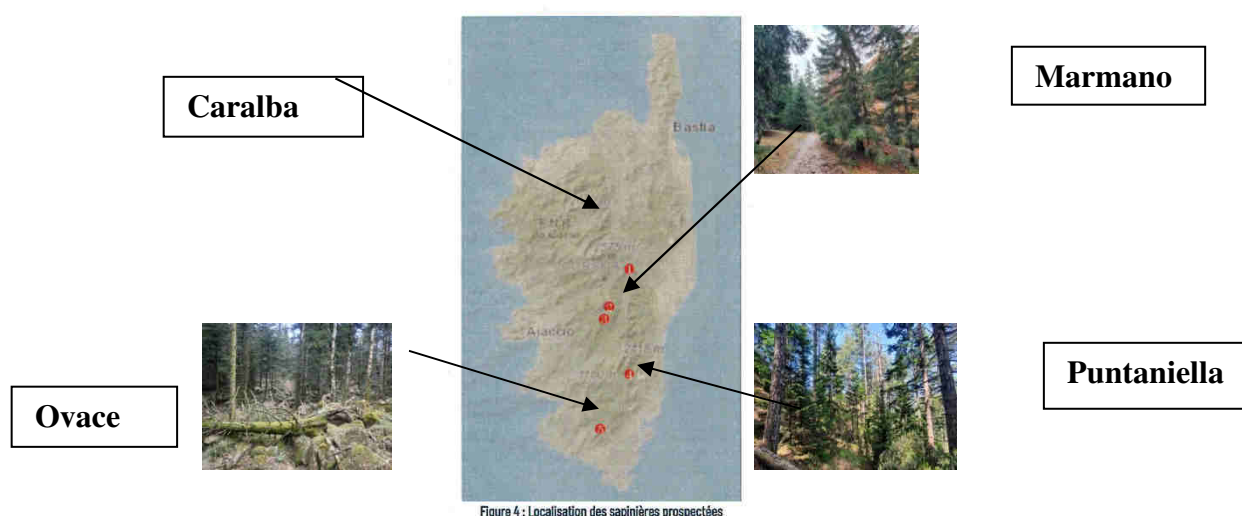 Caralba
Marmano
Bastia
Ajaccio
Ovace
Puntaniella
Figure 4 : Localisation des sapinières prospectées